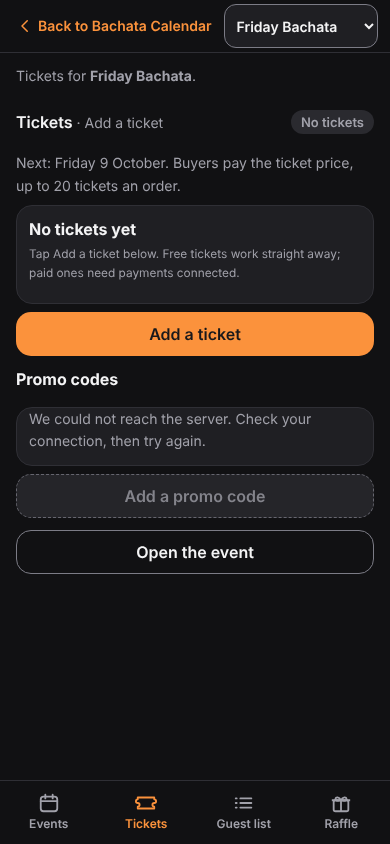 Back to Bachata Calendar
Friday Bachata
Tickets for Friday Bachata.
Tickets · Add a ticket
No tickets
Next: Friday 9 October. Buyers pay the ticket price,
up to 20 tickets an order.
No tickets yet
Tap Add a ticket below. Free tickets work straight away;
paid ones need payments connected.
Add a ticket
Promo codes
We could not reach the server. Check your
connection, then try again.
Add a promo code
Open the event
Events
Tickets
Guest list
Raffle